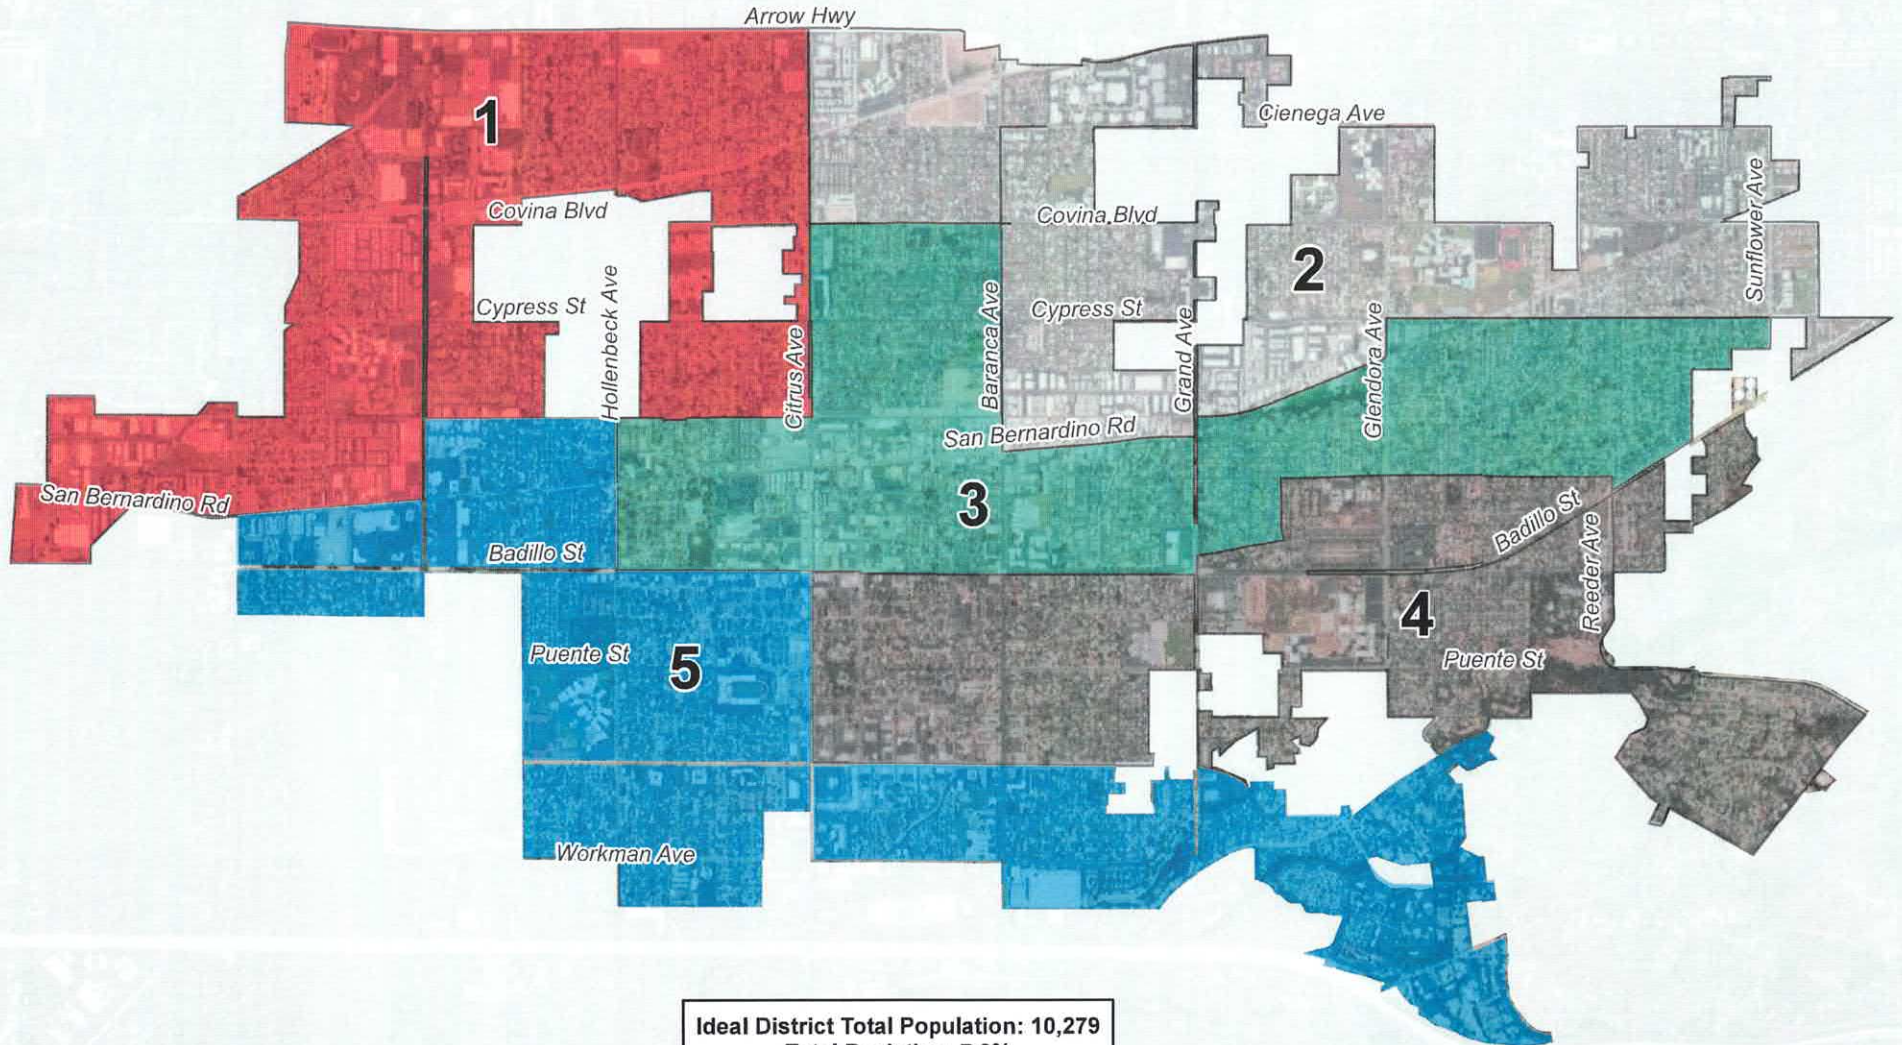 Arrow Hwy
1
Cienega Ave
Covina Blvd
Covina Blvd
2
Sunflower Ave
Cypress St
Hollenbeck Ave
Citrus Ave
Baranca Ave
Cypress St
Grand Ave
Glendora Ave
San Bernardino Rd
San Bernardino Rd
3
Badillo St
Badillo St
Reeder Ave
4
Puente St
5
Puente St
Workman Ave
Ideal District Total Population: 10,279